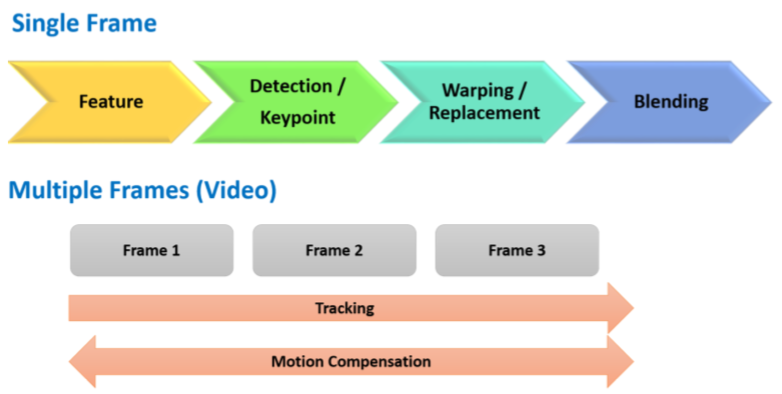 Single Frame
Feature
Detection /
Keypoint
Warping /
Replacement
Blending
Multiple Frames (Video)
Frame 1
Frame 2
Frame 3
Tracking
Motion Compensation